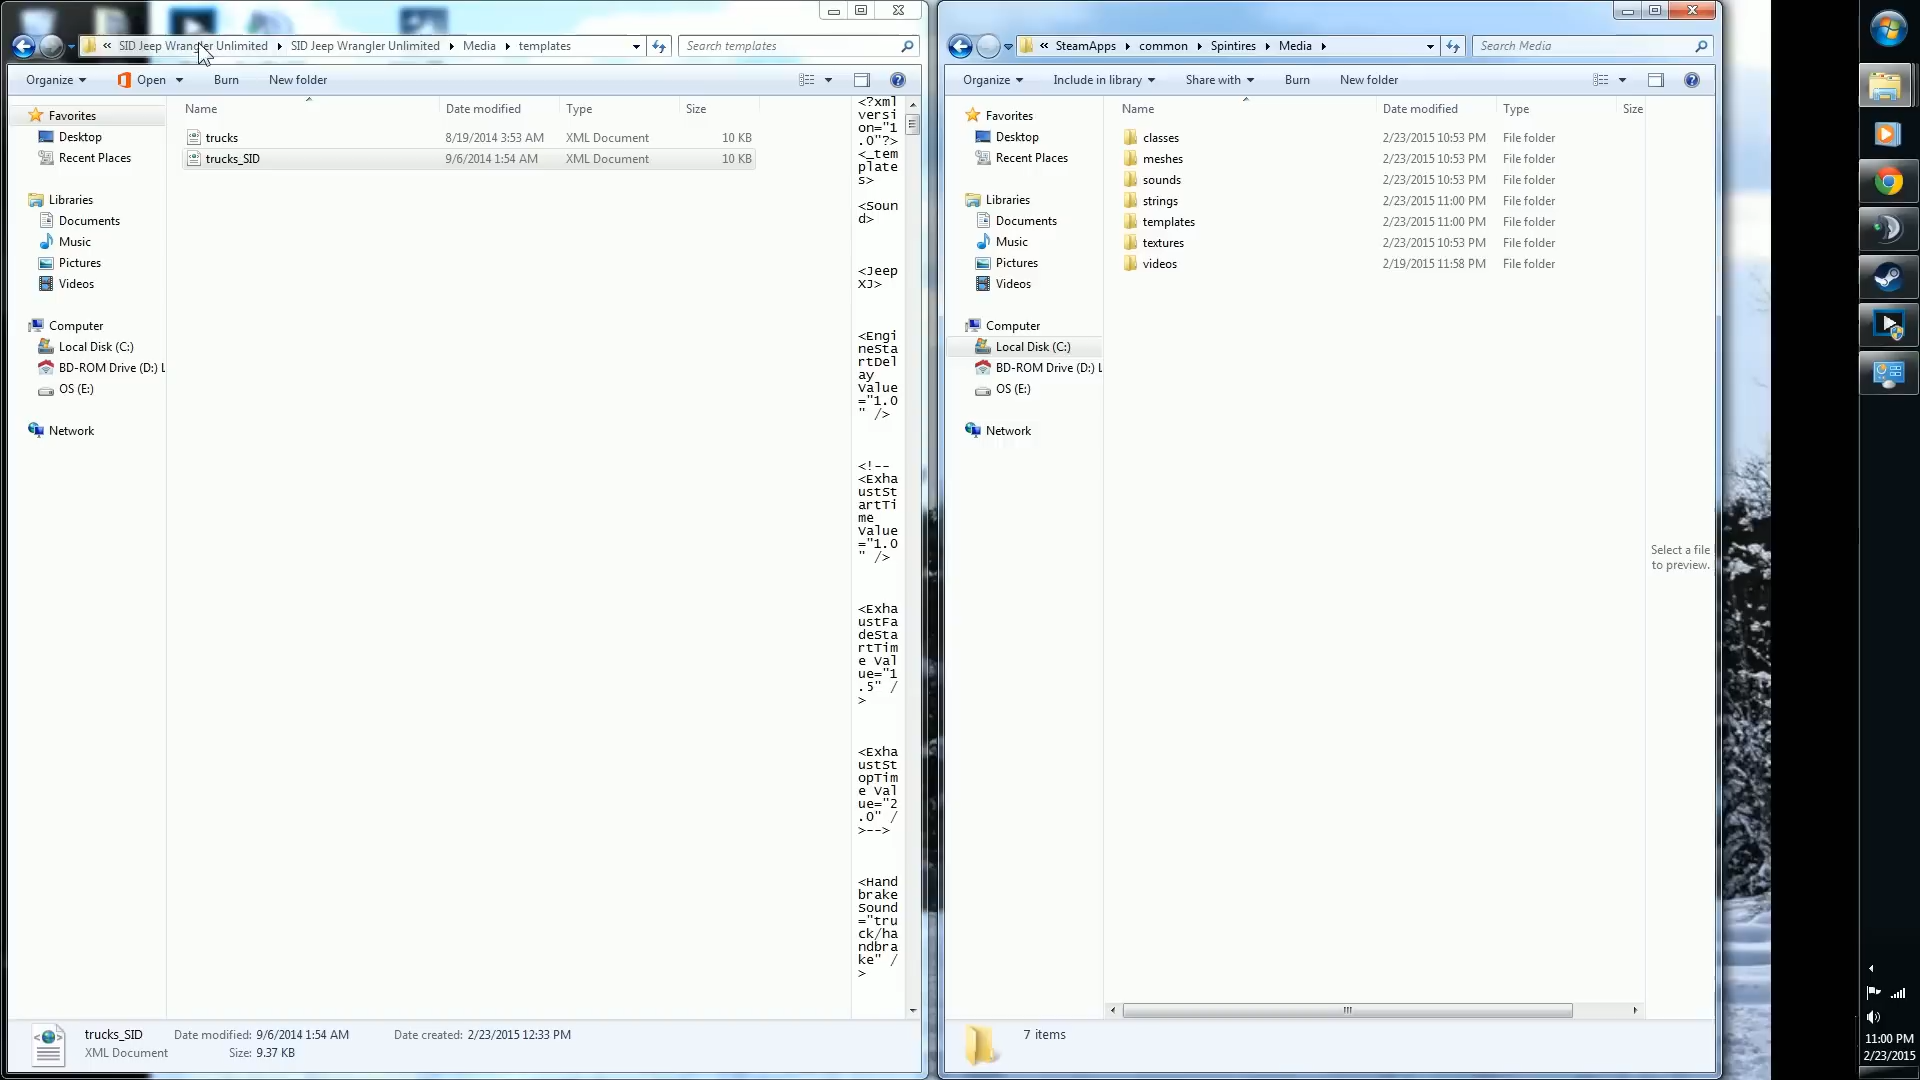 « SID Jeep Wrangler Unlimited SID Jeep Wrangler Unlimited Media templates
Search templates
Organize Open Burn New folder
Favorites
Desktop
Recent Places
Libraries
Documents
Music
Pictures
Videos
Computer
Local Disk (C:)
BD-ROM Drive (D:) L
OS (E:)
Network
Name Date modified Type Size
trucks 8/19/2014 3:53 AM XML Document 10 KB
trucks_SID 9/6/2014 1:54 AM XML Document 10 KB
<?xml
versi
on="1
.0"?>
<_tem
plate
s>
<Soun
d>
<Jeep
XJ>
<Engi
neSta
rtDel
ay
Value
="1.0
" />
<!--
<Exha
ustSt
artTi
me
Value
="1.0
" />
<Exha
ustFa
deSta
rtTim
e Val
ue="1
.5" /
>
<Exha
ustSt
opTim
e Val
ue="2
.0" /
>-->
<Hand
brake
Sound
="tru
ck/ha
ndbra
ke" /
>
trucks_SID Date modified: 9/6/2014 1:54 AM Date created: 2/23/2015 12:33 PM
XML Document Size: 9.37 KB
« SteamApps common Spintires Media
Search Media
Organize Include in library Share with Burn New folder
Favorites
Desktop
Recent Places
Libraries
Documents
Music
Pictures
Videos
Computer
Local Disk (C:)
BD-ROM Drive (D:) L
OS (E:)
Network
Name Date modified Type Size
classes 2/23/2015 10:53 PM File folder
meshes 2/23/2015 10:53 PM File folder
sounds 2/23/2015 10:53 PM File folder
strings 2/23/2015 11:00 PM File folder
templates 2/23/2015 11:00 PM File folder
textures 2/23/2015 10:53 PM File folder
videos 2/19/2015 11:58 PM File folder
Select a file
to preview.
7 items
11:00 PM
2/23/2015